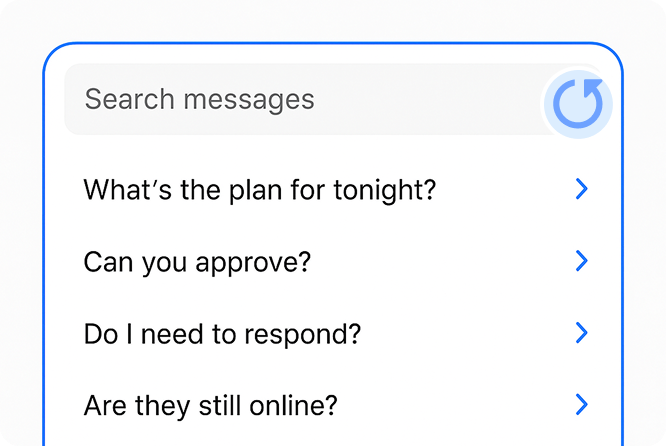 Search messages
What's the plan for tonight?
Can you approve?
Do I need to respond?
Are they still online?